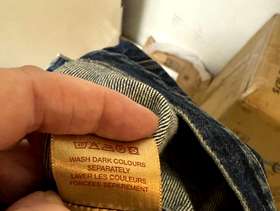 WASH DARK COLOURS
SEPARATELY
LAVER LES COULEURS
FONCEES SEPAREMENT